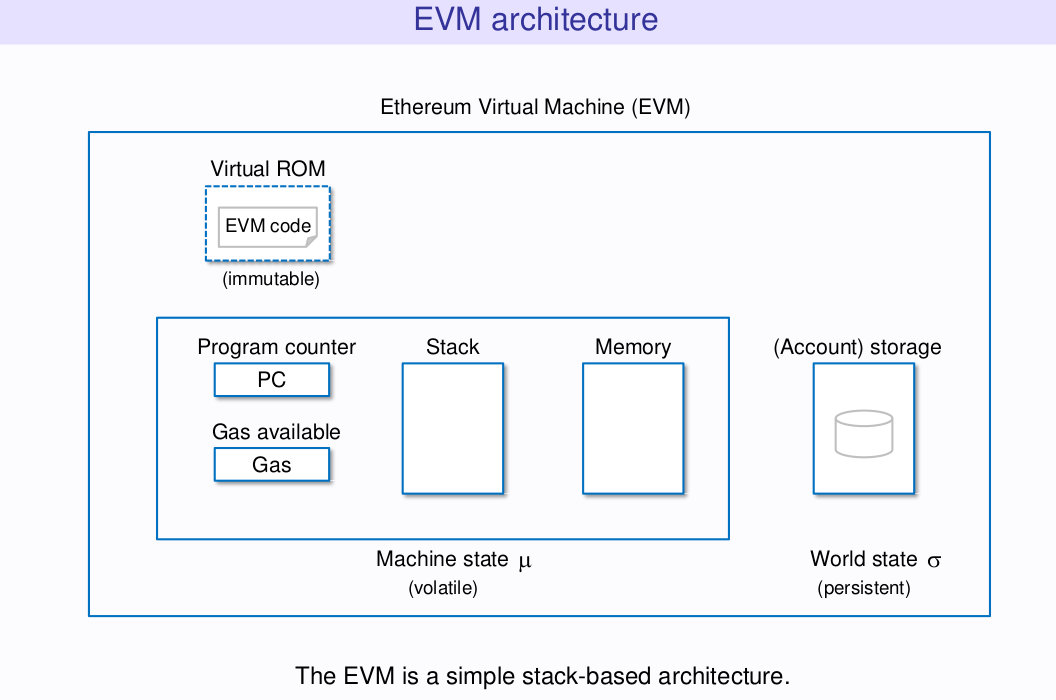 EVM architecture
Ethereum Virtual Machine (EVM)
Virtual ROM
EVM code
(immutable)
Program counter
PC
Gas available
Gas
Stack
Memory
(Account) storage
Machine state μ
(volatile)
World state σ
(persistent)
The EVM is a simple stack-based architecture.